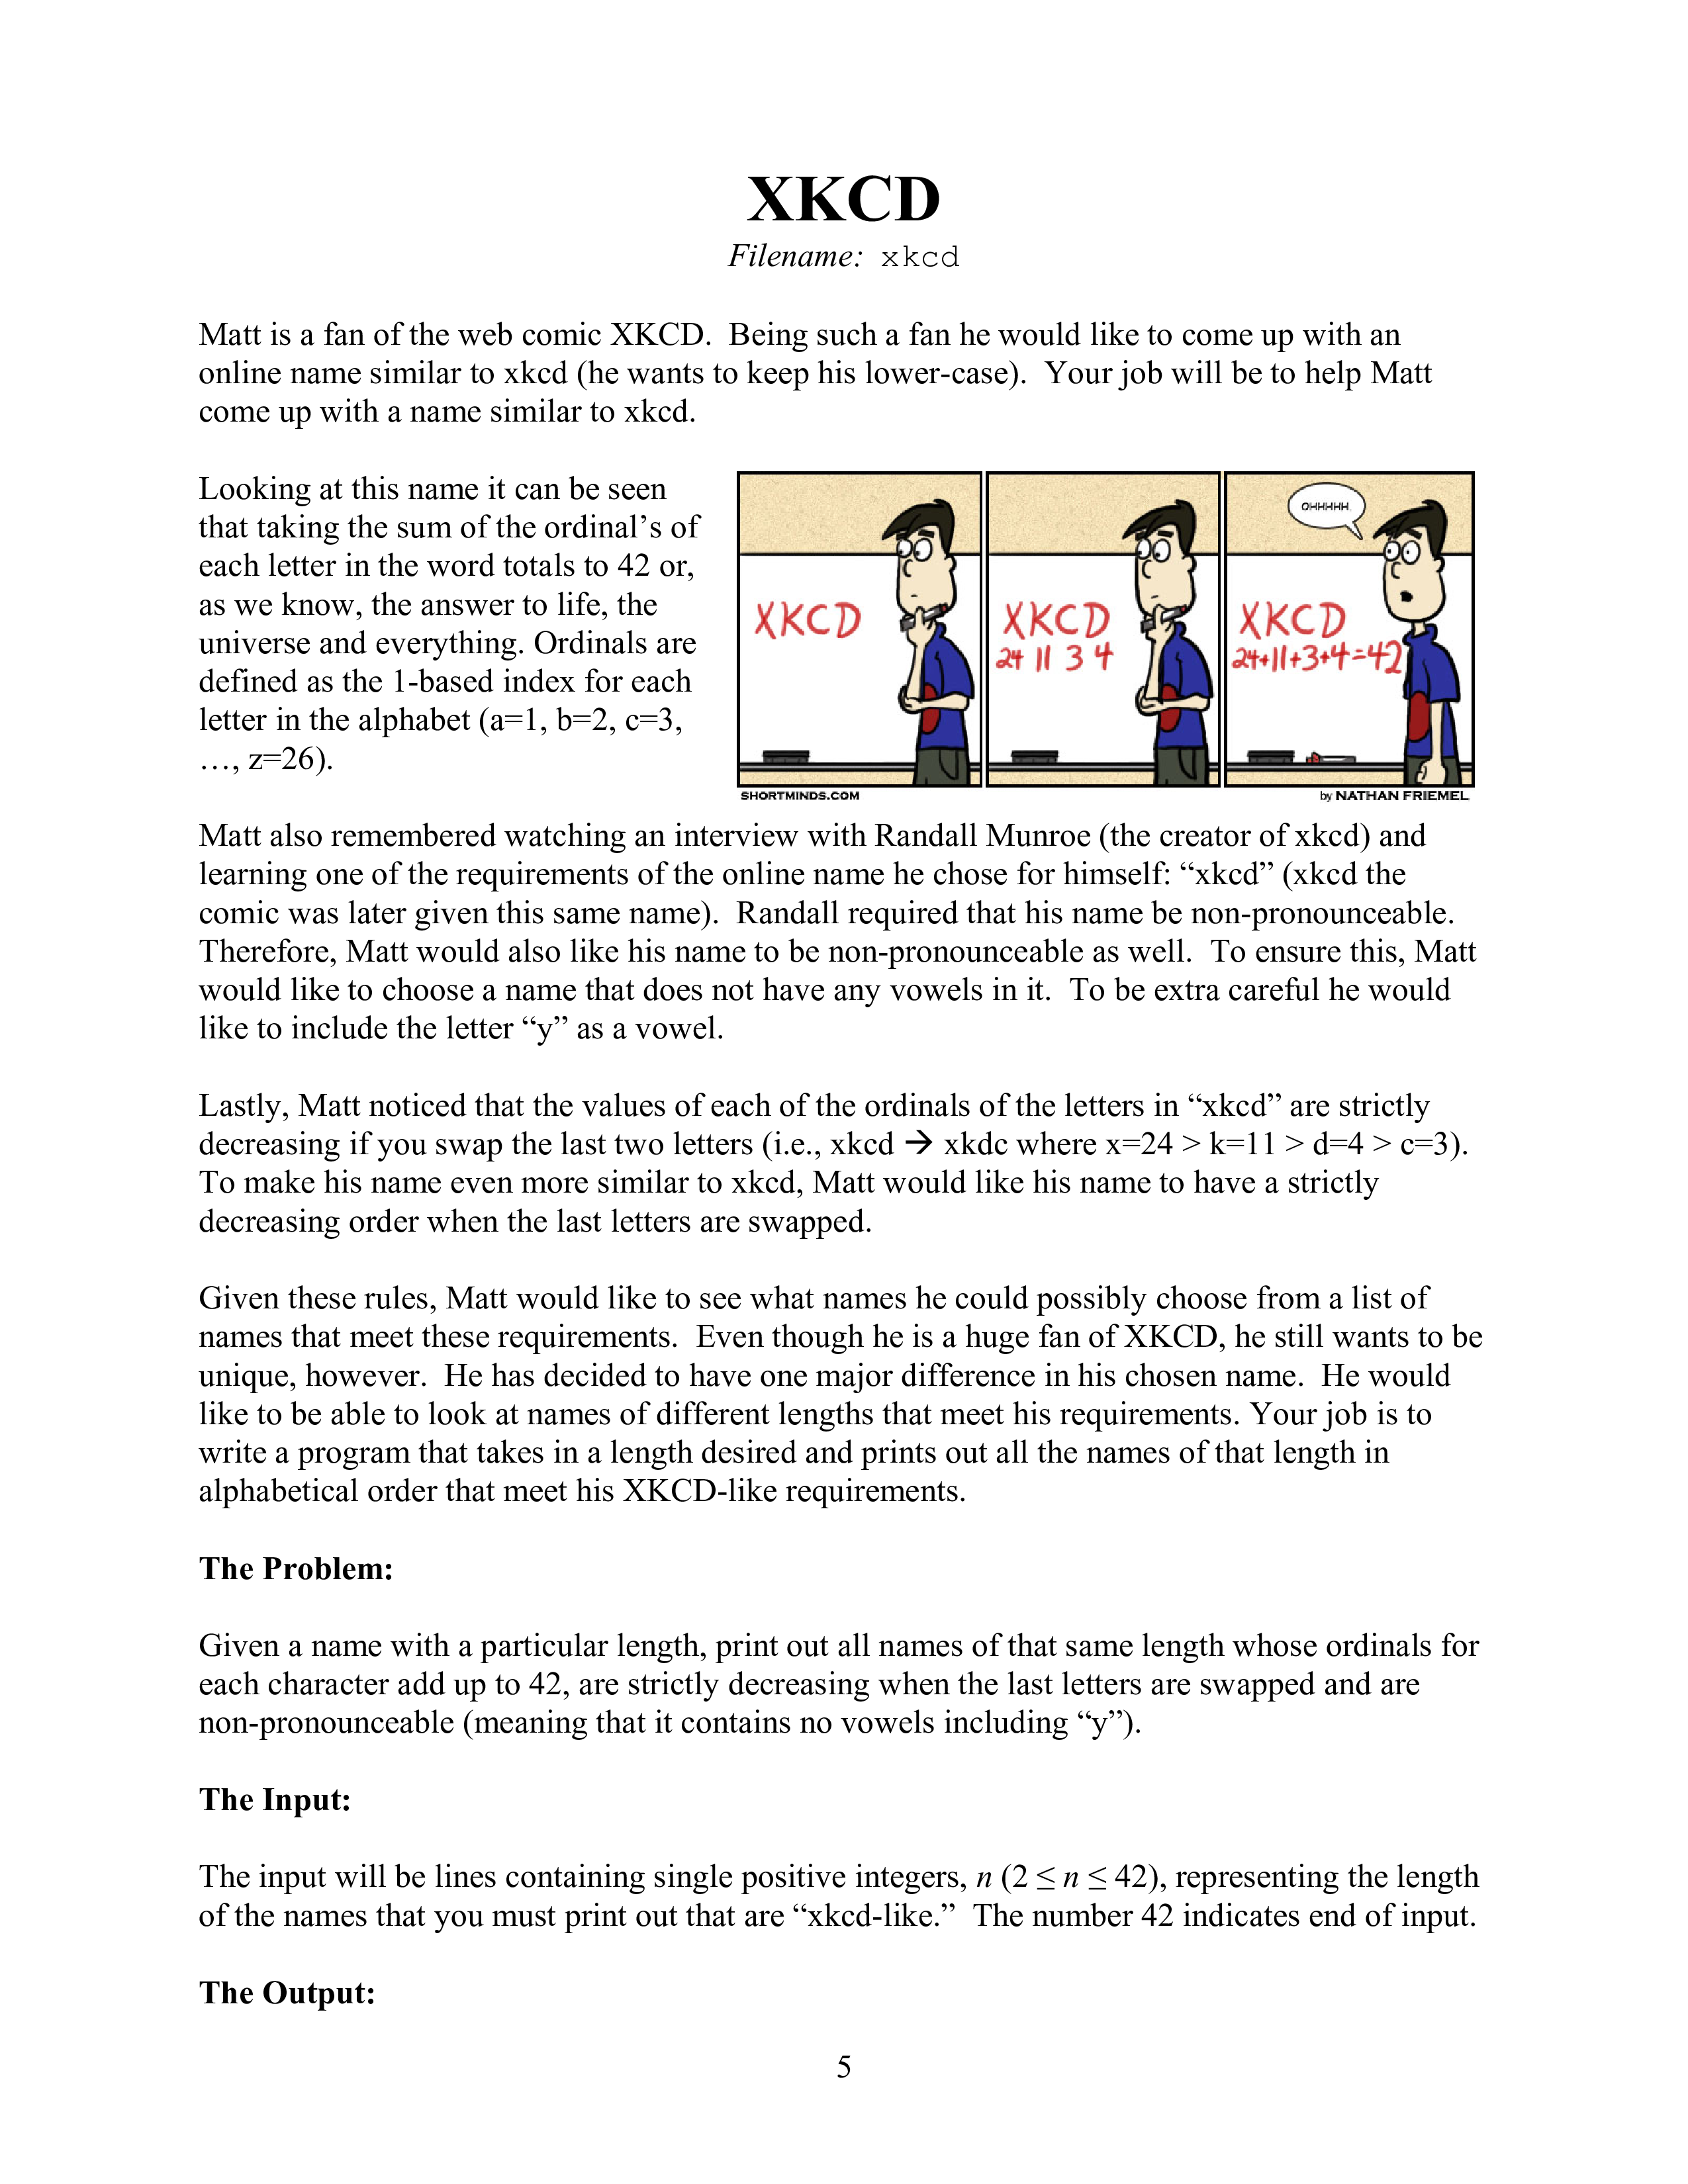 XKCD
Filename: xkcd
Matt is a fan of the web comic XKCD. Being such a fan he would like to come up with an
online name similar to xkcd (he wants to keep his lower-case). Your job will be to help Matt
come up with a name similar to xkcd.
Looking at this name it can be seen
that taking the sum of the ordinal’s of
each letter in the word totals to 42 or,
as we know, the answer to life, the
universe and everything. Ordinals are
defined as the 1-based index for each
letter in the alphabet (a=1, b=2, c=3,
…, z=26).
XKCD
XKCD
24 11 3 4
OHHHHH.
XKCD
24+11+3+4=42
SHORTMINDS.COM
by NATHAN FRIEMEL
Matt also remembered watching an interview with Randall Munroe (the creator of xkcd) and
learning one of the requirements of the online name he chose for himself: “xkcd” (xkcd the
comic was later given this same name). Randall required that his name be non-pronounceable.
Therefore, Matt would also like his name to be non-pronounceable as well. To ensure this, Matt
would like to choose a name that does not have any vowels in it. To be extra careful he would
like to include the letter “y” as a vowel.
Lastly, Matt noticed that the values of each of the ordinals of the letters in “xkcd” are strictly
decreasing if you swap the last two letters (i.e., xkcd → xkdc where x=24 > k=11 > d=4 > c=3).
To make his name even more similar to xkcd, Matt would like his name to have a strictly
decreasing order when the last letters are swapped.
Given these rules, Matt would like to see what names he could possibly choose from a list of
names that meet these requirements. Even though he is a huge fan of XKCD, he still wants to be
unique, however. He has decided to have one major difference in his chosen name. He would
like to be able to look at names of different lengths that meet his requirements. Your job is to
write a program that takes in a length desired and prints out all the names of that length in
alphabetical order that meet his XKCD-like requirements.
The Problem:
Given a name with a particular length, print out all names of that same length whose ordinals for
each character add up to 42, are strictly decreasing when the last letters are swapped and are
non-pronounceable (meaning that it contains no vowels including “y”).
The Input:
The input will be lines containing single positive integers, n (2 ≤ n ≤ 42), representing the length
of the names that you must print out that are “xkcd-like.” The number 42 indicates end of input.
The Output:
5